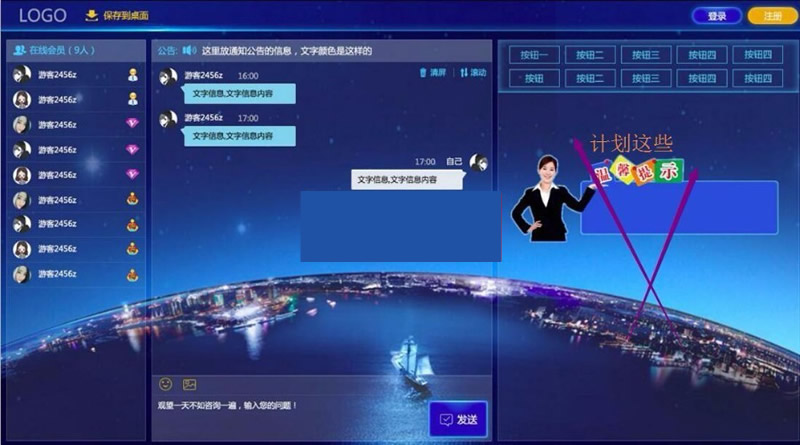 LOGO 保存到桌面 登录 注册
在线会员（9人）
游客2456z
游客2456z
游客2456z
游客2456z
游客2456z
游客2456z
游客2456z
游客2456z
游客2456z
公告: 这里放通知公告的信息，文字颜色是这样的
清屏 滚动
游客2456z 16:00
文字信息,文字信息内容
游客2456z 17:00
文字信息,文字信息内容
17:00 自己
文字信息,文字信息内容
观望一天不如咨询一遍，输入您的问题！
发送
按钮一 按钮二 按钮三 按钮四 按钮四
按钮 按钮二 按钮三 按钮四 按钮四
计划这些
温馨提示